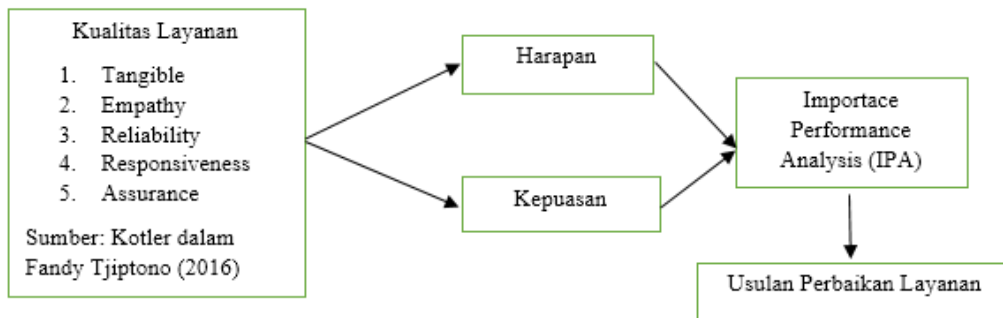 Kualitas Layanan
1. Tangible
2. Empathy
3. Reliability
4. Responsiveness
5. Assurance
Sumber: Kotler dalam
Fandy Tjiptono (2016)
Harapan
Kepuasan
Importace
Performance
Analysis (IPA)
Usulan Perbaikan Layanan